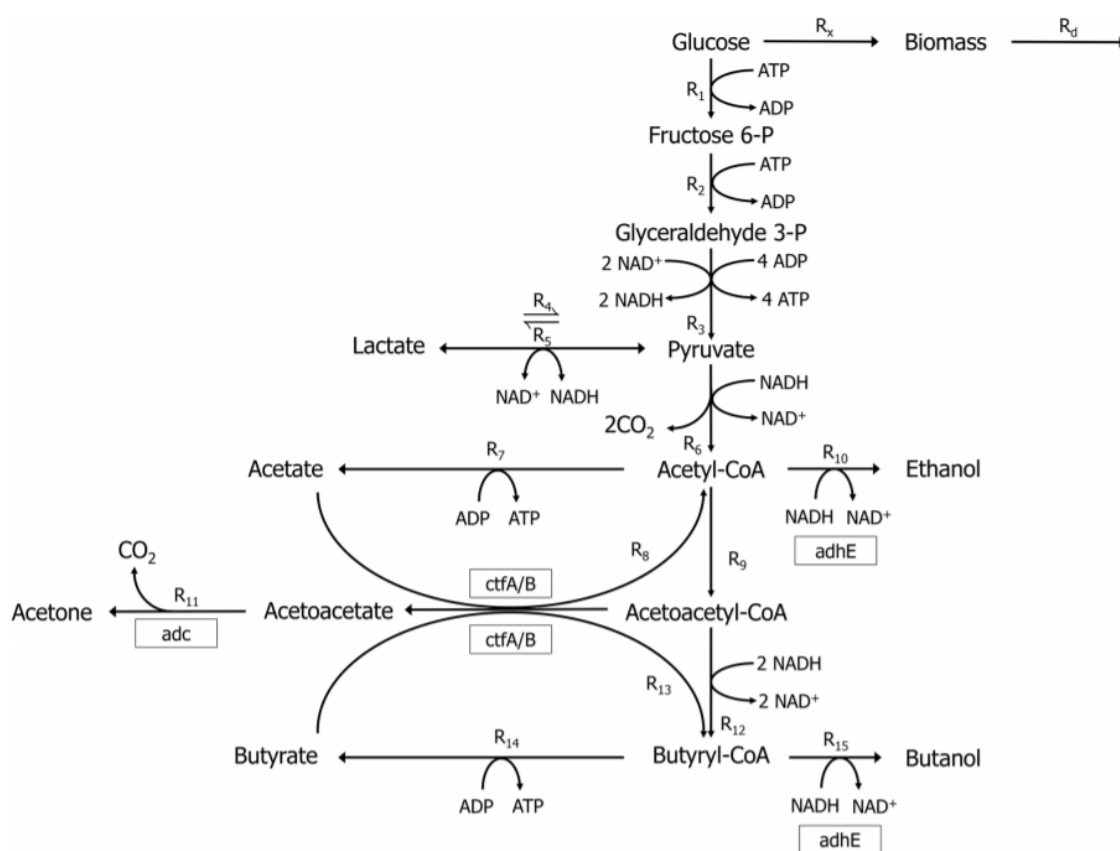 Glucose Rₓ Biomass R_d
ATP
R₁
ADP
Fructose 6-P
ATP
R₂
ADP
Glyceraldehyde 3-P
2 NAD⁺ 4 ADP
2 NADH 4 ATP
R₄
R₃
R₅
Lactate Pyruvate
NAD⁺ NADH
NADH
2CO₂ NAD⁺
R₆
R₇ R₁₀
Acetate Acetyl-CoA Ethanol
ADP ATP NADH NAD⁺
adhE
CO₂
R₈
R₉
ctfA/B
R₁₁
Acetone Acetoacetate Acetoacetyl-CoA
adc
ctfA/B
2 NADH
R₁₃
2 NAD⁺
R₁₂
R₁₄ R₁₅
Butyrate Butyryl-CoA Butanol
ADP ATP NADH NAD⁺
adhE